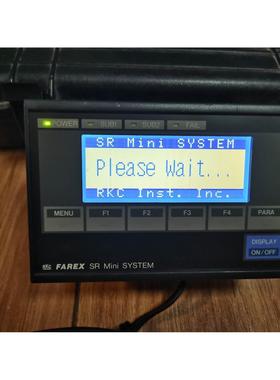 POWER SUB1 SUB2 FAIL
SR Mini SYSTEM
Please Wait...
RKC Inst. Inc.
MENU F1 F2 F3 F4 PARA
DISPLAY
ON/OFF
FAREX SR Mini SYSTEM